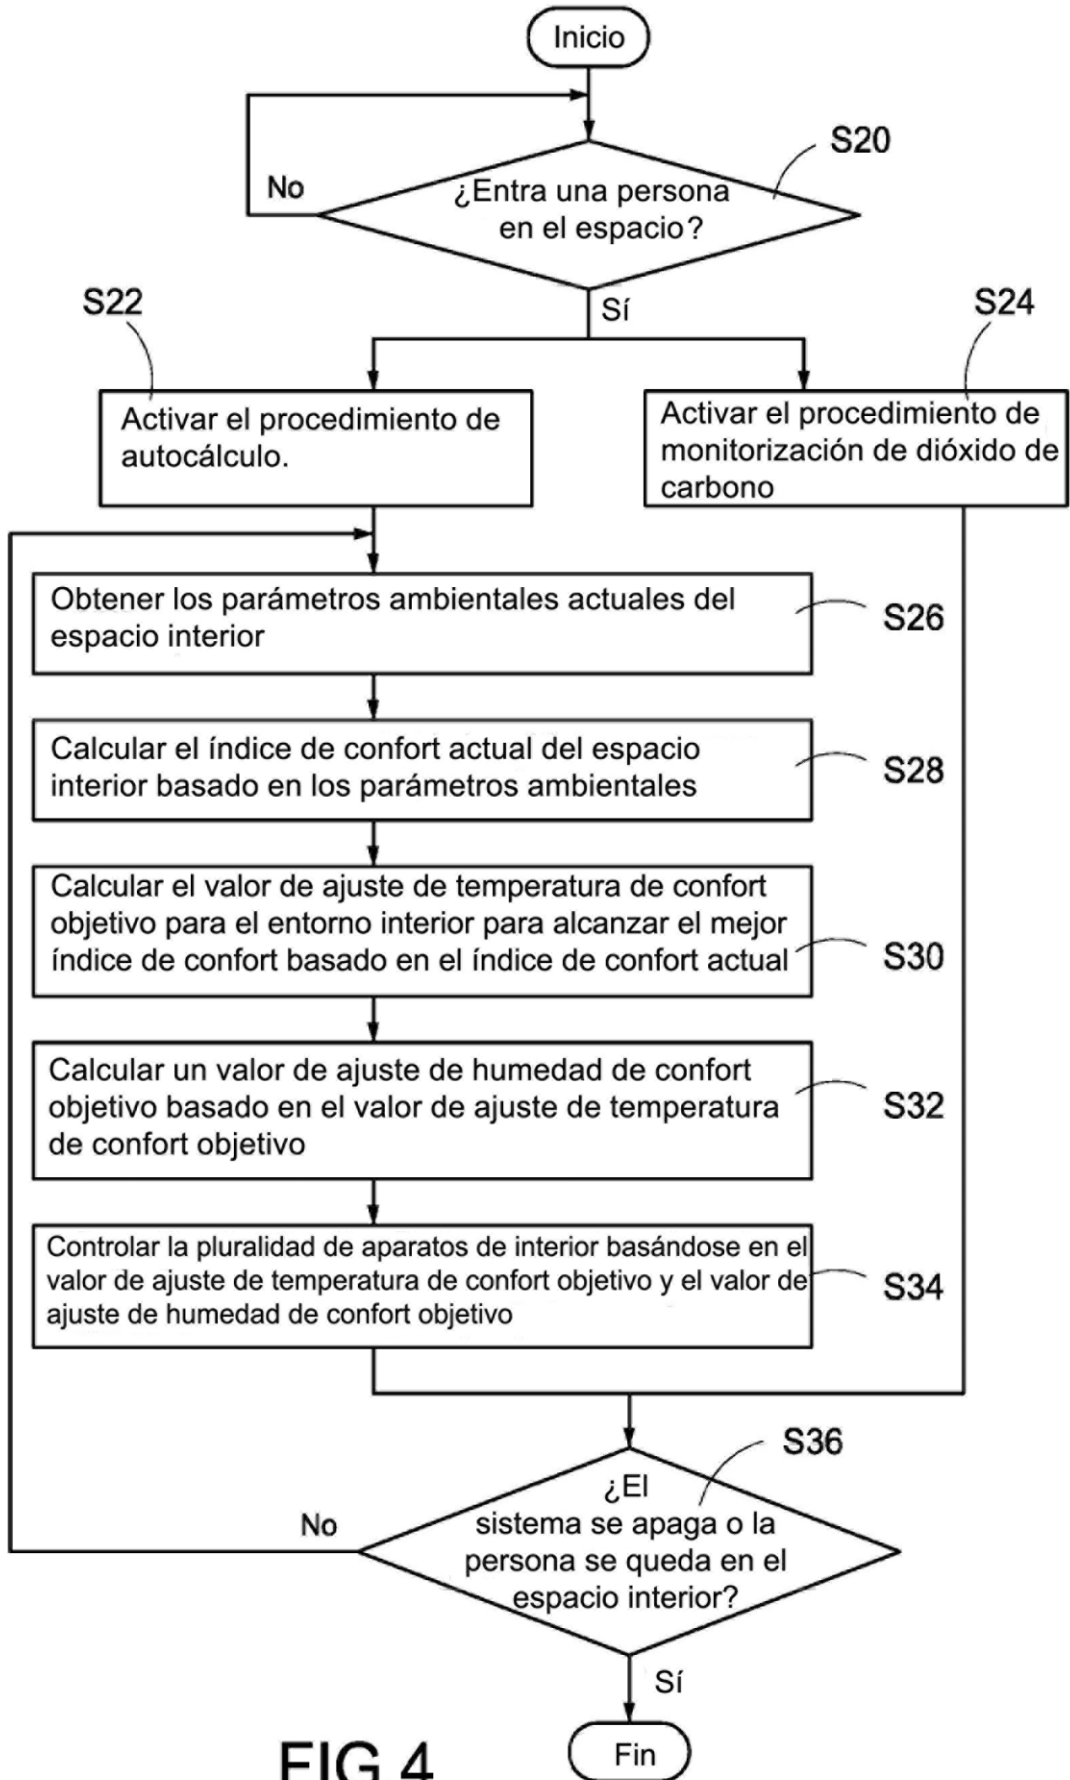 Inicio
S20
No
¿Entra una persona
en el espacio?
Sí
S22
S24
Activar el procedimiento de
autocálculo.
Activar el procedimiento de
monitorización de dióxido de
carbono
Obtener los parámetros ambientales actuales del
espacio interior
S26
Calcular el índice de confort actual del espacio
interior basado en los parámetros ambientales
S28
Calcular el valor de ajuste de temperatura de confort
objetivo para el entorno interior para alcanzar el mejor
índice de confort basado en el índice de confort actual
S30
Calcular un valor de ajuste de humedad de confort
objetivo basado en el valor de ajuste de temperatura
de confort objetivo
S32
Controlar la pluralidad de aparatos de interior basándose en el
valor de ajuste de temperatura de confort objetivo y el valor de
ajuste de humedad de confort objetivo
S34
S36
¿El
sistema se apaga o la
persona se queda en el
espacio interior?
No
Sí
Fin
FIG.4